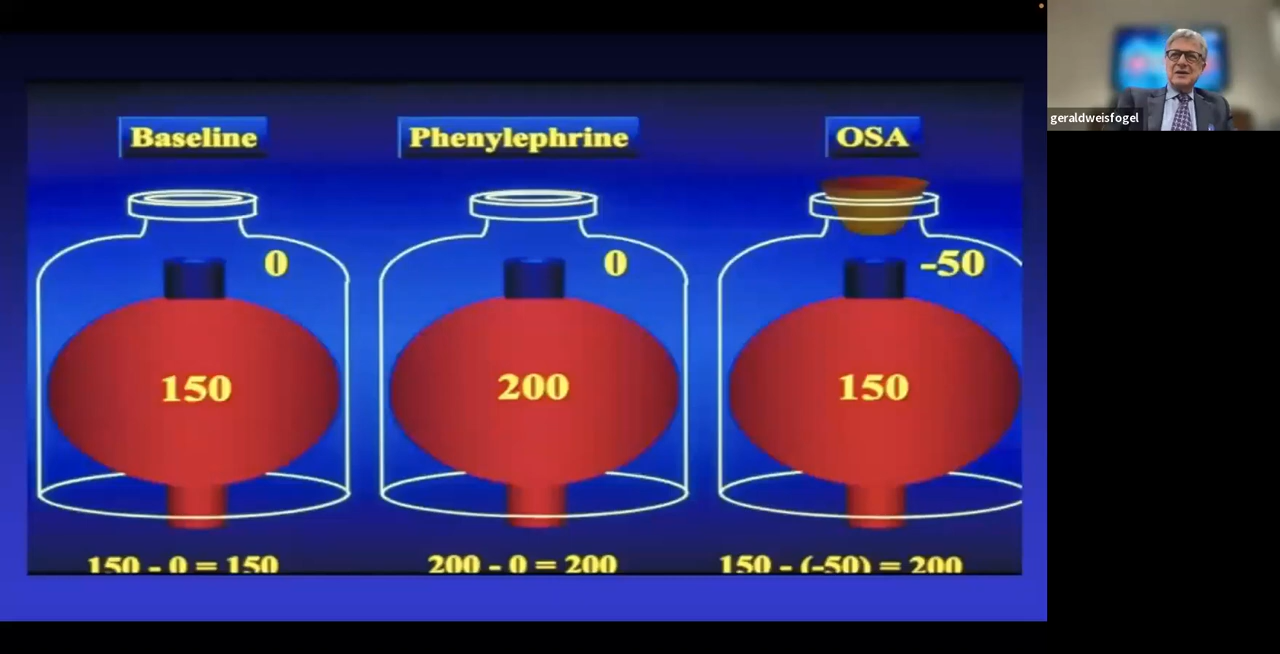 Baseline
Phenylephrine
OSA
0
0
-50
150
200
150
150 - 0 = 150
200 - 0 = 200
150 - (-50) = 200
geraldweisfogel